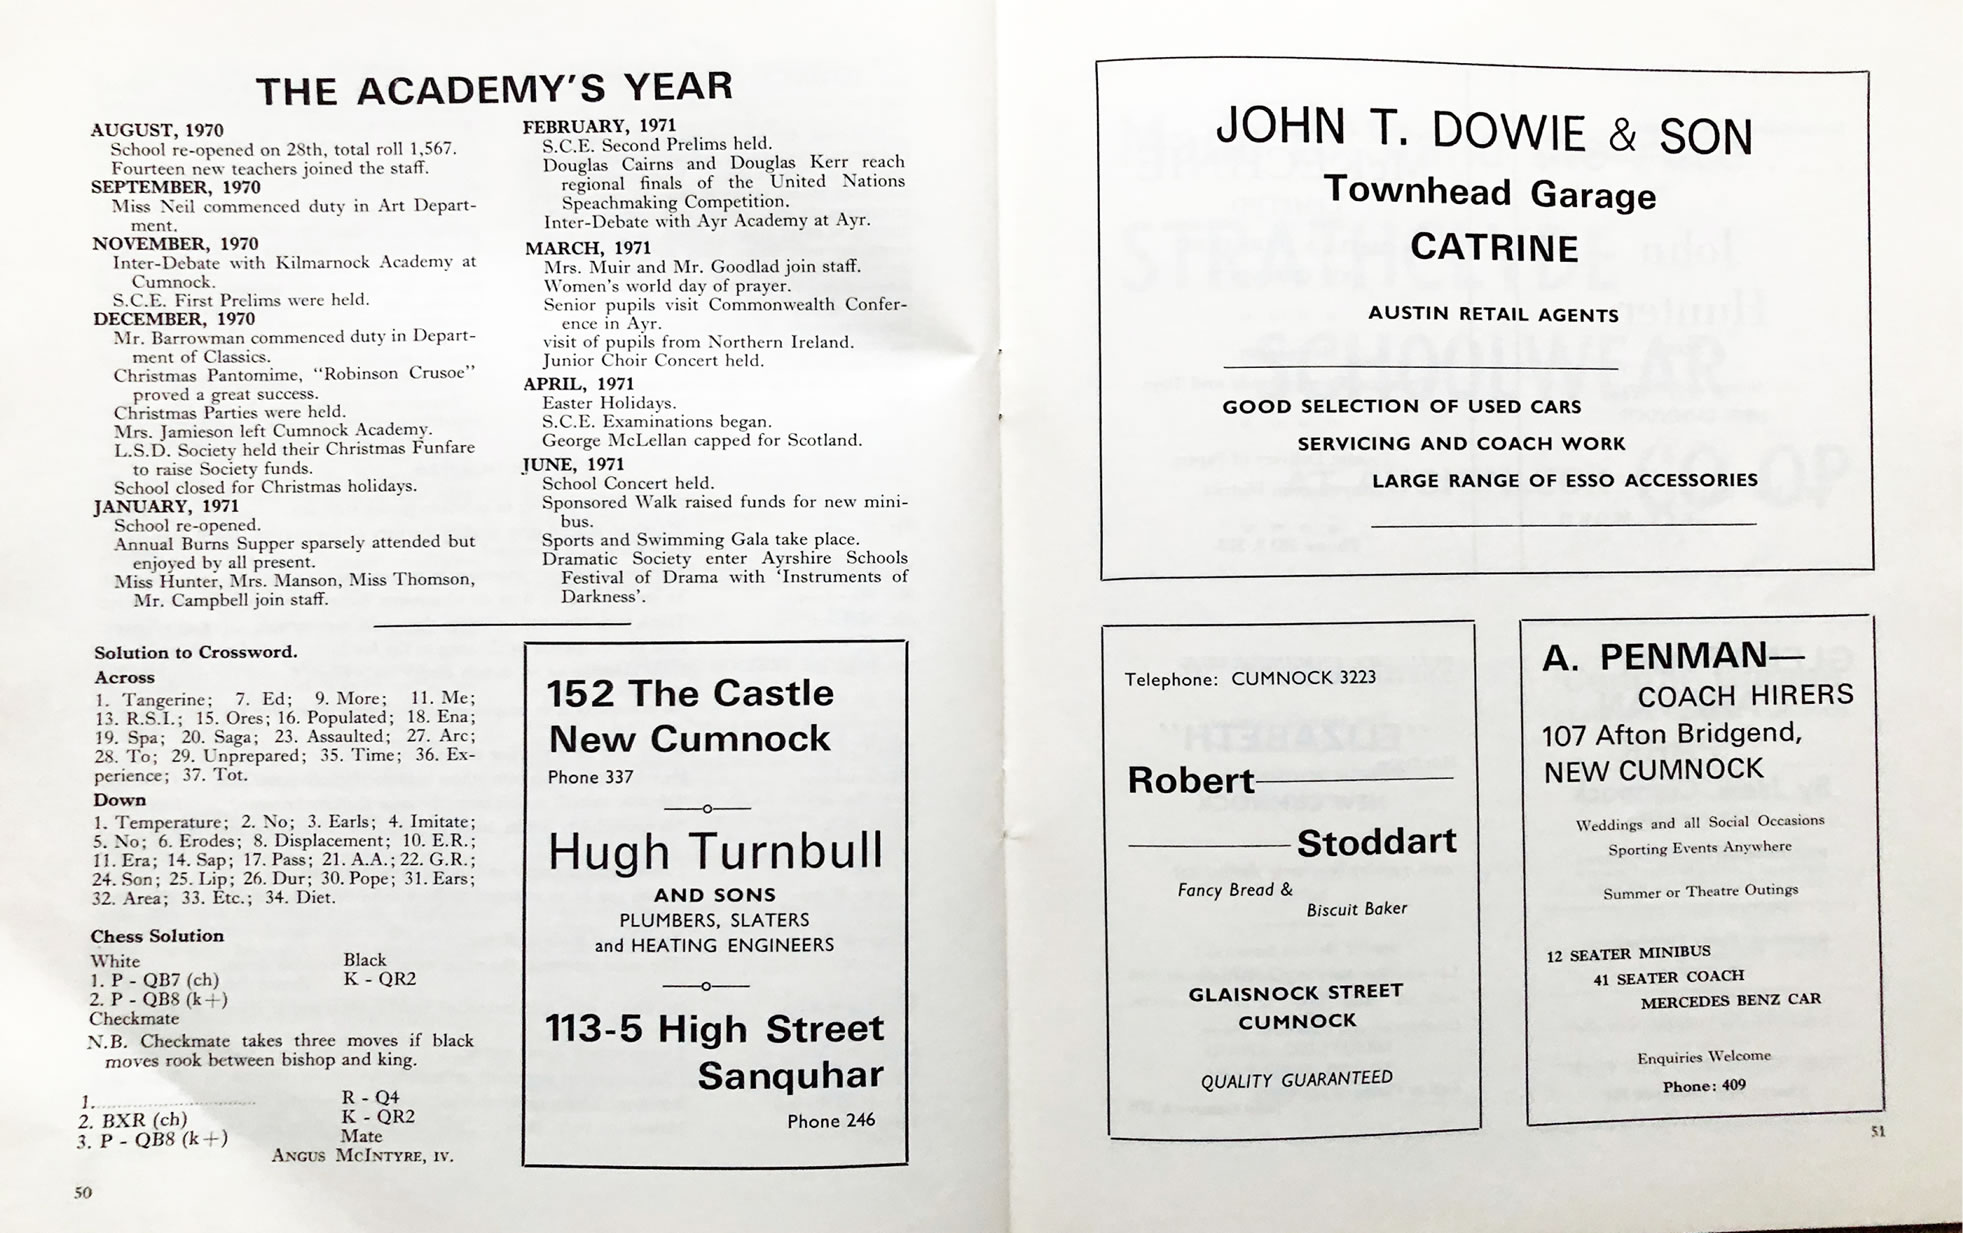 THE ACADEMY'S YEAR
AUGUST, 1970
School re-opened on 28th, total roll 1,567.
Fourteen new teachers joined the staff.
SEPTEMBER, 1970
Miss Neil commenced duty in Art Depart-
ment.
NOVEMBER, 1970
Inter-Debate with Kilmarnock Academy at
Cumnock.
S.C.E. First Prelims were held.
DECEMBER, 1970
Mr. Barrowman commenced duty in Depart-
ment of Classics.
Christmas Pantomime, "Robinson Crusoe"
proved a great success.
Christmas Parties were held.
Mrs. Jamieson left Cumnock Academy.
L.S.D. Society held their Christmas Funfare
to raise Society funds.
School closed for Christmas holidays.
JANUARY, 1971
School re-opened.
Annual Burns Supper sparsely attended but
enjoyed by all present.
Miss Hunter, Mrs. Manson, Miss Thomson,
Mr. Campbell join staff.
FEBRUARY, 1971
S.C.E. Second Prelims held.
Douglas Cairns and Douglas Kerr reach
regional finals of the United Nations
Speachmaking Competition.
Inter-Debate with Ayr Academy at Ayr.
MARCH, 1971
Mrs. Muir and Mr. Goodlad join staff.
Women's world day of prayer.
Senior pupils visit Commonwealth Confer-
ence in Ayr.
visit of pupils from Northern Ireland.
Junior Choir Concert held.
APRIL, 1971
Easter Holidays.
S.C.E. Examinations began.
George McLellan capped for Scotland.
JUNE, 1971
School Concert held.
Sponsored Walk raised funds for new mini-
bus.
Sports and Swimming Gala take place.
Dramatic Society enter Ayrshire Schools
Festival of Drama with 'Instruments of
Darkness'.
Solution to Crossword.
Across
1. Tangerine; 7. Ed; 9. More; 11. Me;
13. R.S.I.; 15. Ores; 16. Populated; 18. Ena;
19. Spa; 20. Saga; 23. Assaulted; 27. Arc;
28. To; 29. Unprepared; 35. Time; 36. Ex-
perience; 37. Tot.
Down
1. Temperature; 2. No; 3. Earls; 4. Imitate;
5. No; 6. Erodes; 8. Displacement; 10. E.R.;
11. Era; 14. Sap; 17. Pass; 21. A.A.; 22. G.R.;
24. Son; 25. Lip; 26. Dur; 30. Pope; 31. Ears;
32. Area; 33. Etc.; 34. Diet.
Chess Solution
White Black
1. P - QB7 (ch) K - QR2
2. P - QB8 (k+)
Checkmate
N.B. Checkmate takes three moves if black
moves rook between bishop and king.
1. ........................................ R - Q4
2. BXR (ch) K - QR2
3. P - QB8 (k+) Mate
ANGUS MCINTYRE, IV.
50
152 The Castle
New Cumnock
Phone 337
Hugh Turnbull
AND SONS
PLUMBERS, SLATERS
and HEATING ENGINEERS
113-5 High Street
Sanquhar
Phone 246
JOHN T. DOWIE & SON
Townhead Garage
CATRINE
AUSTIN RETAIL AGENTS
GOOD SELECTION OF USED CARS
SERVICING AND COACH WORK
LARGE RANGE OF ESSO ACCESSORIES
Telephone: CUMNOCK 3223
Robert
Stoddart
Fancy Bread &
Biscuit Baker
GLAISNOCK STREET
CUMNOCK
QUALITY GUARANTEED
A. PENMAN—
COACH HIRERS
107 Afton Bridgend,
NEW CUMNOCK
Weddings and all Social Occasions
Sporting Events Anywhere
Summer or Theatre Outings
12 SEATER MINIBUS
41 SEATER COACH
MERCEDES BENZ CAR
Enquiries Welcome
Phone: 409
51